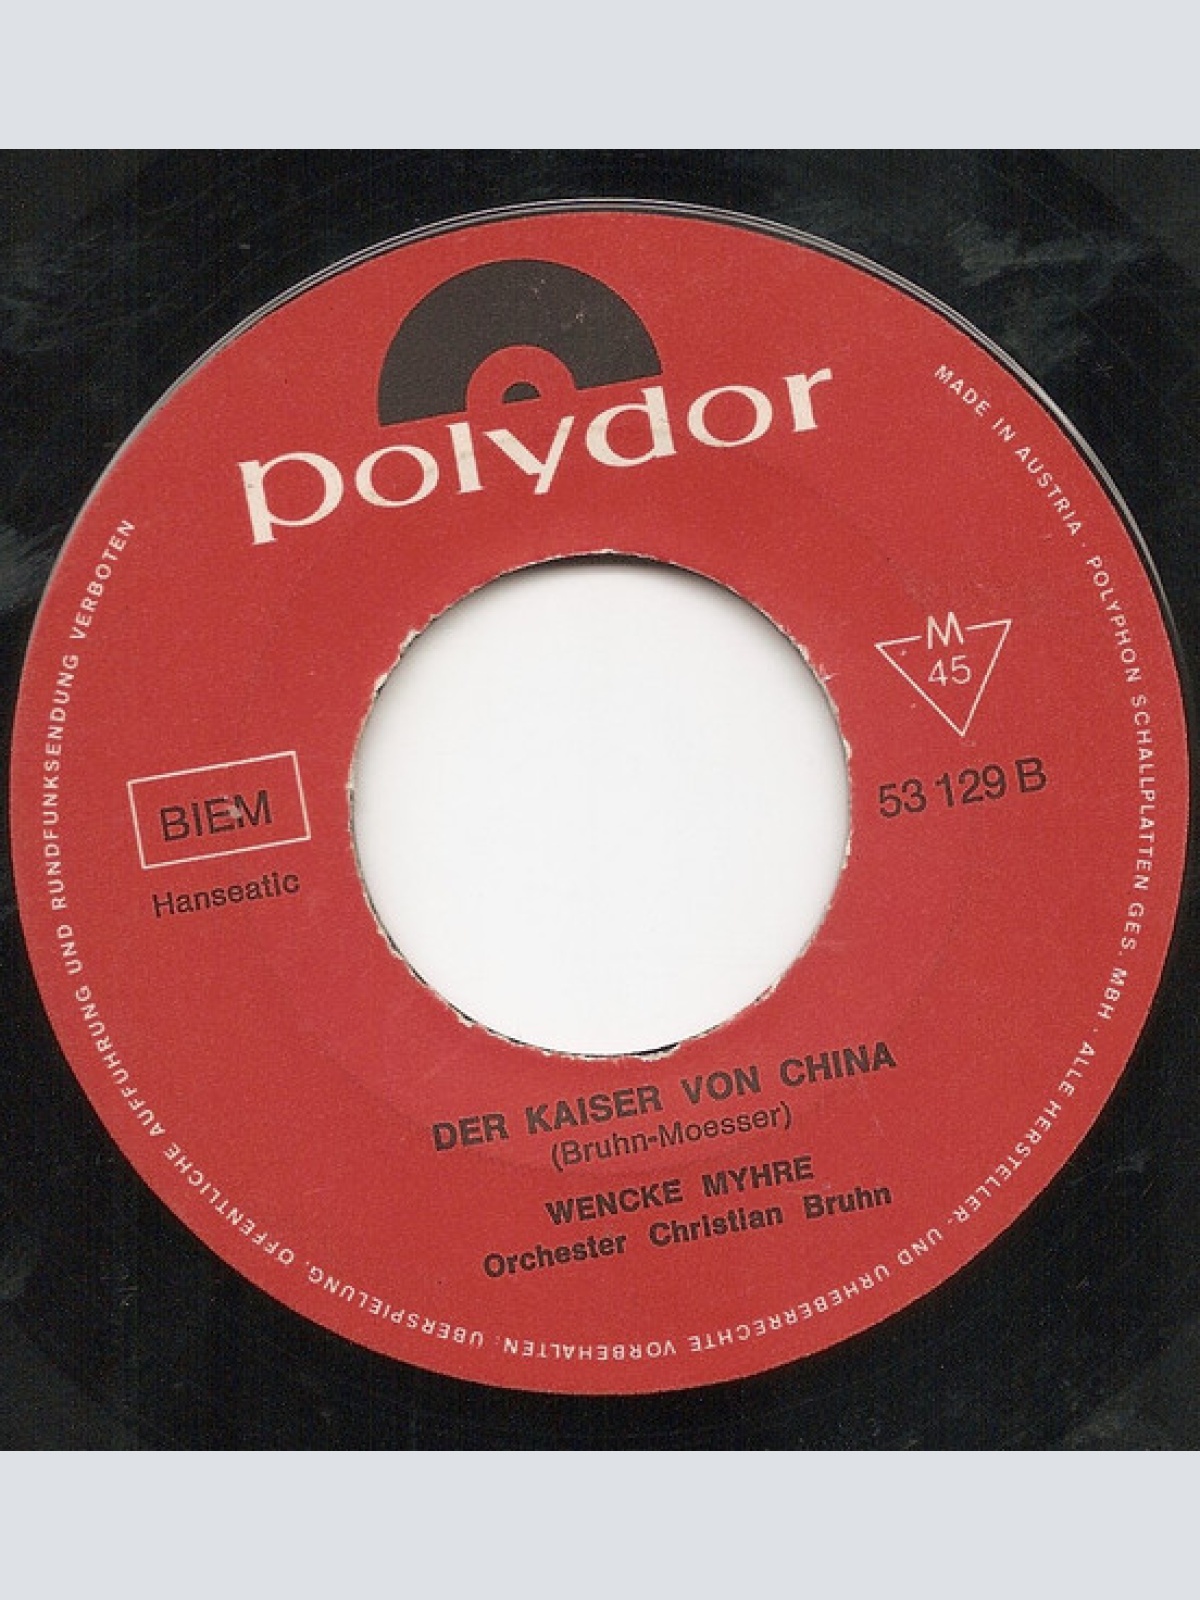 polydor
M
45
53 129 B
BIEM
Hanseatic
DER KAISER VON CHINA
(Bruhn-Moesser)
WENCKE MYHRE
Orchester Christian Bruhn
MADE IN AUSTRIA · POLYPHON SCHALLPLATTEN GES. MBH · ALLE HERSTELLER- UND URHEBERRECHTE VORBEHALTEN: ÜBERSPIELUNG, ÖFFENTLICHE AUFFÜHRUNG UND RUNDFUNKSENDUNG VERBOTEN